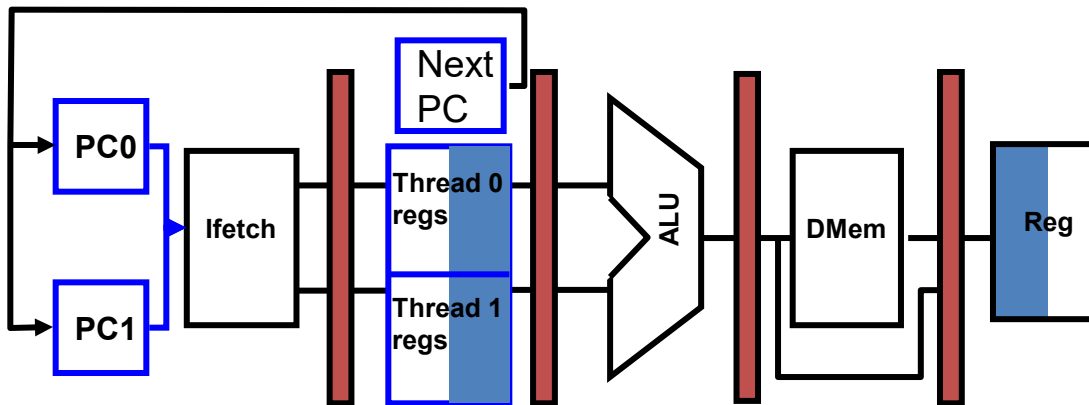 Next
PC
PC0
Ifetch
Thread 0
regs
ALU
DMem
Reg
PC1
Thread 1
regs